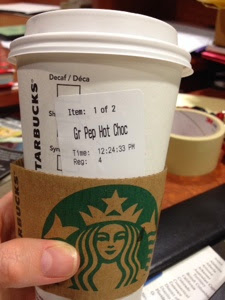 Decaf / Déca
STARBUCKS
Item: 1 of 2
Gr Pep Hot Choc
Time: 12:24:33 PM
Reg: 4